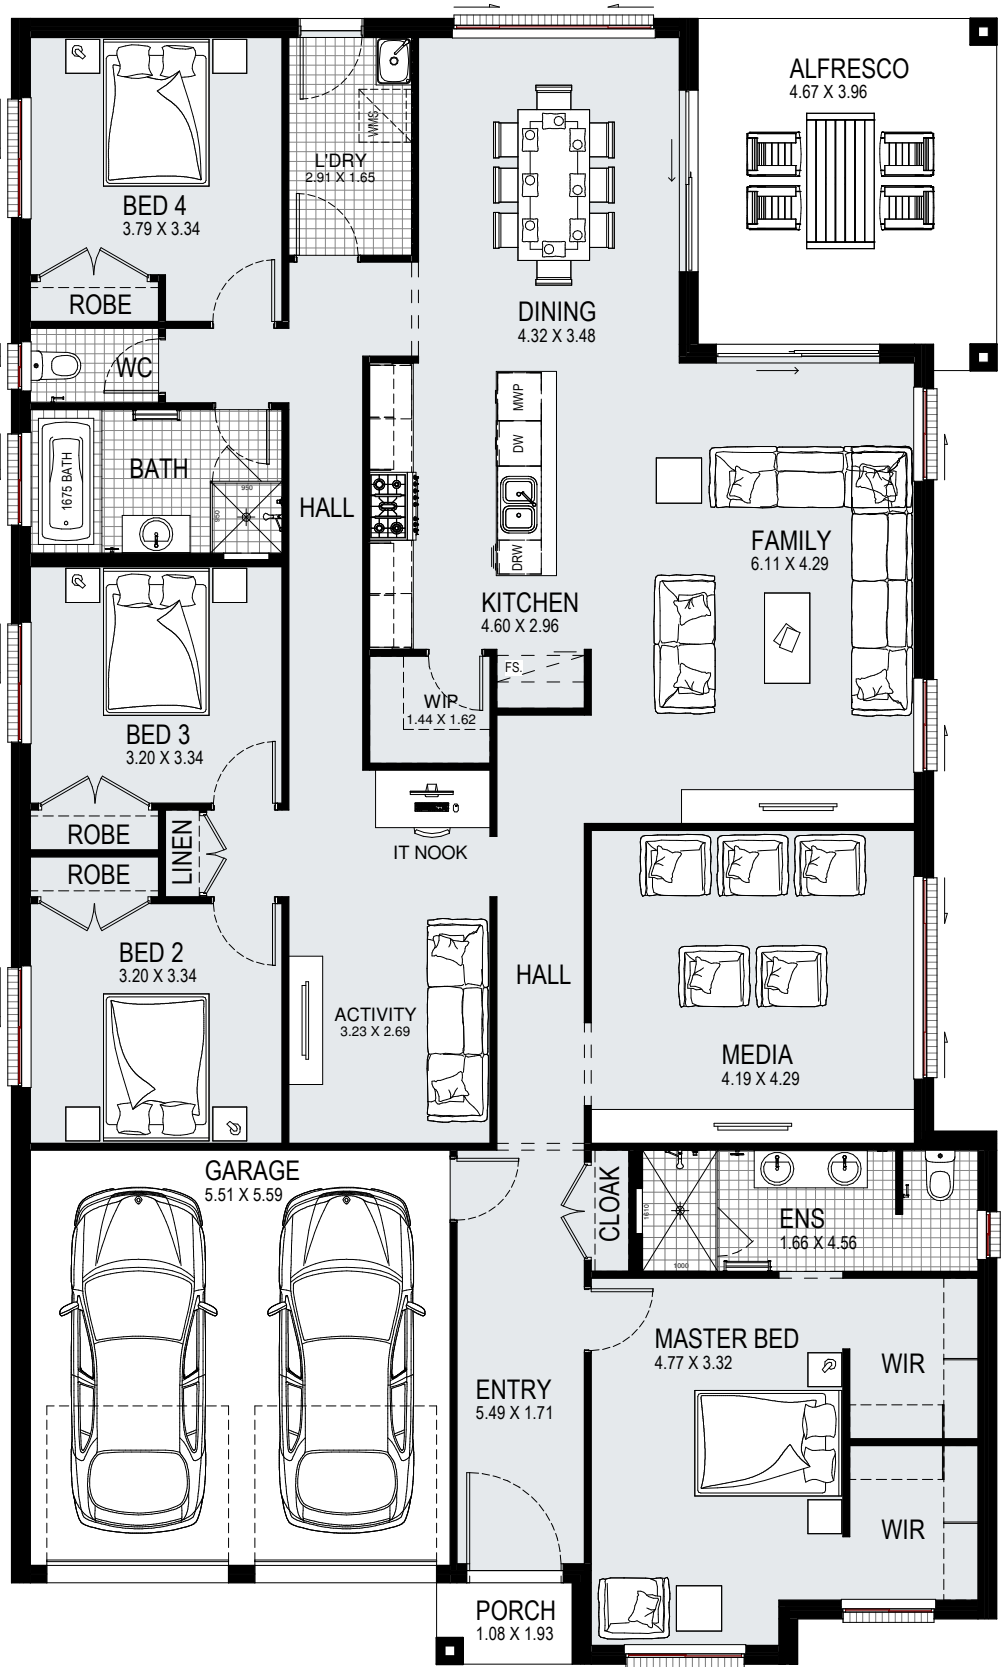 ALFRESCO
4.67 X 3.96
WMS
L'DRY
2.91 X 1.65
BED 4
3.79 X 3.34
ROBE
DINING
4.32 X 3.48
WC
MWP
DW
BATH
1675 BATH
950
950
HALL
DRW
FAMILY
6.11 X 4.29
KITCHEN
4.60 X 2.96
FS.
WIP
1.44 X 1.62
BED 3
3.20 X 3.34
ROBE
LINEN
IT NOOK
ROBE
BED 2
3.20 X 3.34
HALL
ACTIVITY
3.23 X 2.69
MEDIA
4.19 X 4.29
GARAGE
5.51 X 5.59
CLOAK
1610
1000
ENS
1.66 X 4.56
MASTER BED
4.77 X 3.32
WIR
ENTRY
5.49 X 1.71
WIR
PORCH
1.08 X 1.93